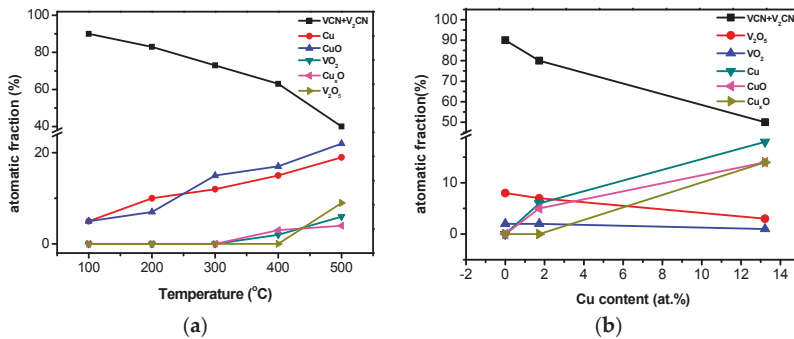 100
80
60
40
20
0
100
200
300
400
500
atomatic fraction (%)
Temperature (°C)
VCN+V₂CN
Cu
CuO
VO₂
CuₓO
V₂O₅
(a)
100
90
80
70
60
50
10
0
-2
0
2
4
6
8
10
12
14
atomatic fraction(%)
Cu content (at.%)
VCN+V₂CN
V₂O₅
VO₂
Cu
CuO
CuₓO
(b)